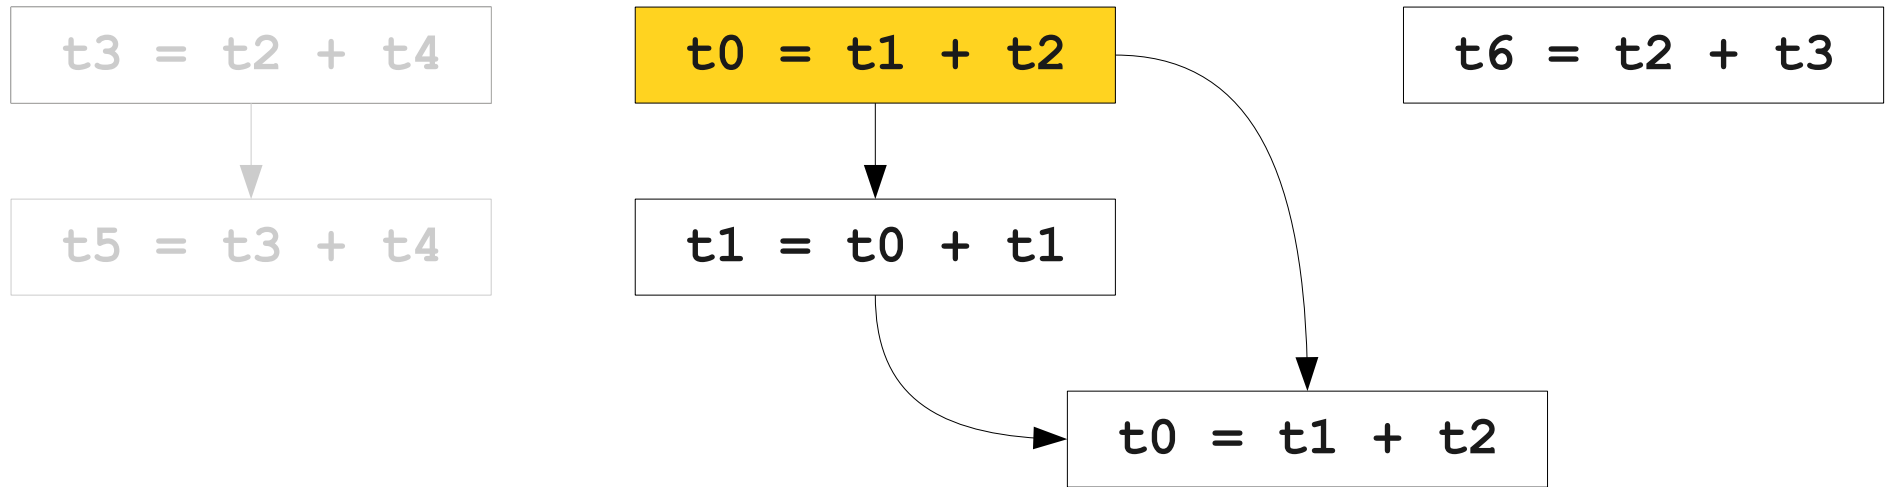 t3 = t2 + t4
t0 = t1 + t2
t6 = t2 + t3
t5 = t3 + t4
t1 = t0 + t1
t0 = t1 + t2